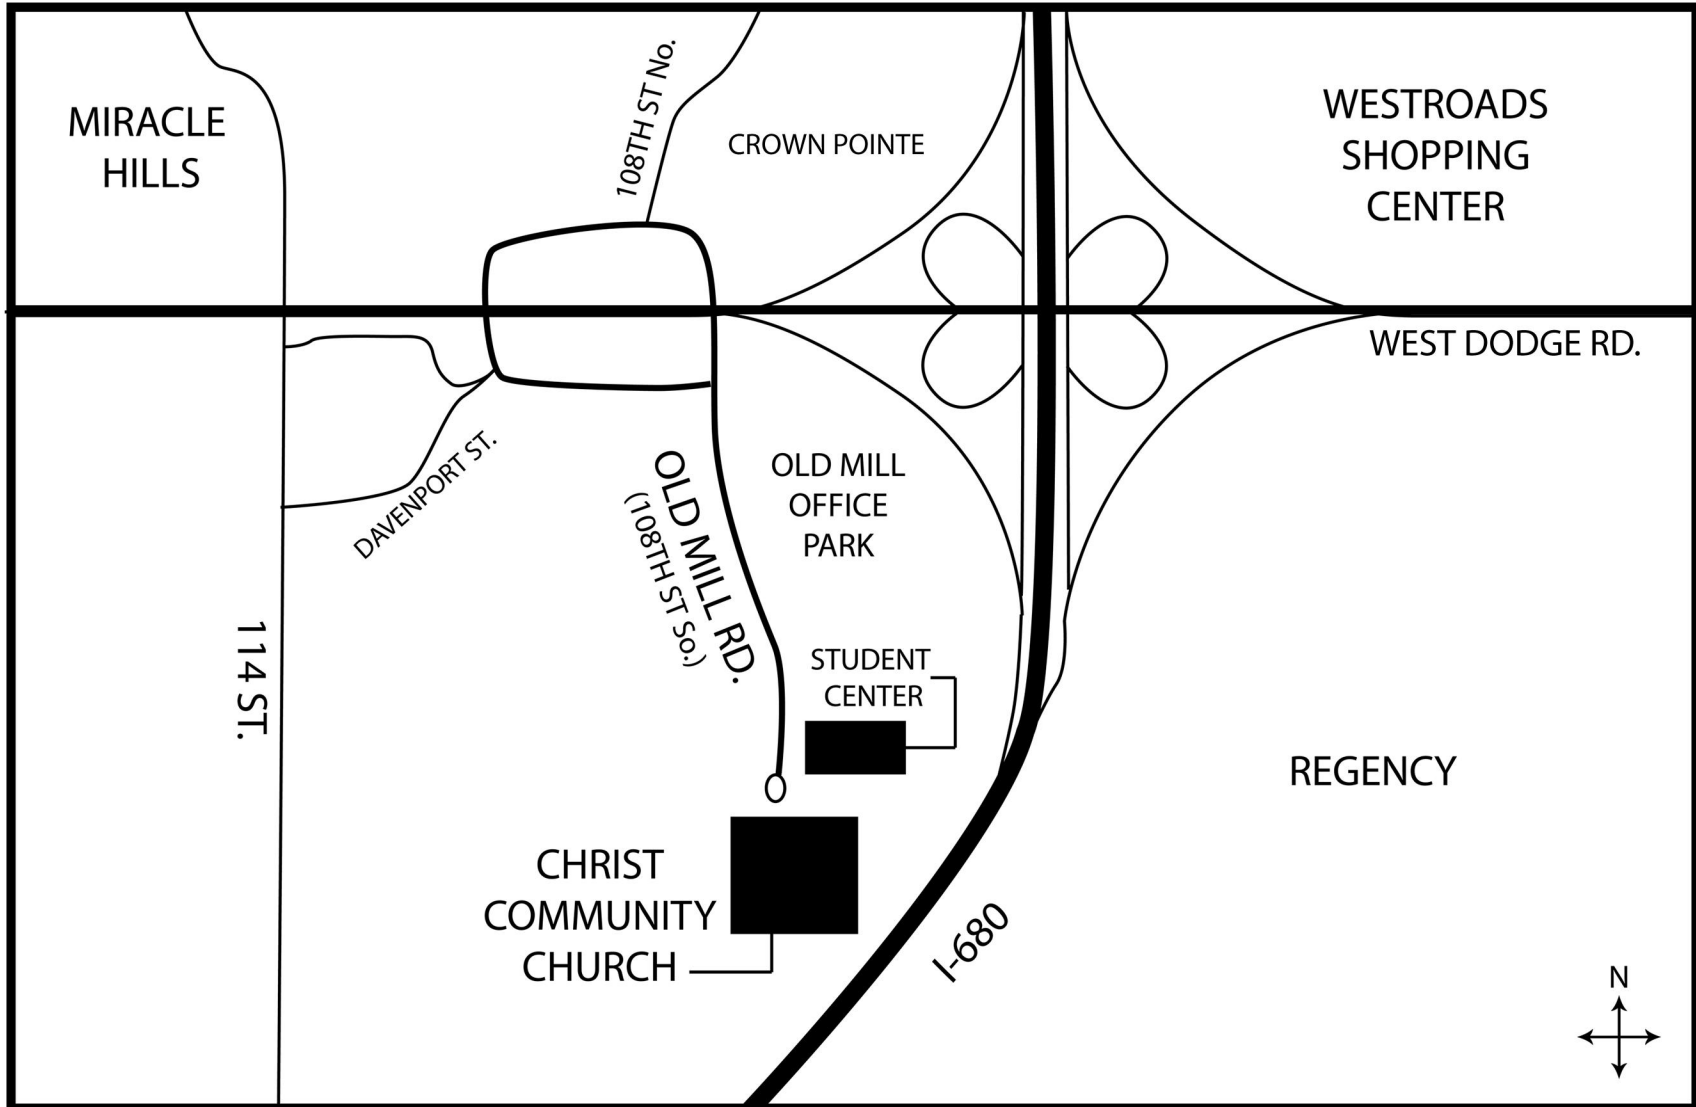 MIRACLE
HILLS
108TH ST No.
CROWN POINTE
WESTROADS
SHOPPING
CENTER
WEST DODGE RD.
DAVENPORT ST.
OLD MILL RD.
(108TH ST So.)
OLD MILL
OFFICE
PARK
114 ST.
STUDENT
CENTER
REGENCY
CHRIST
COMMUNITY
CHURCH
I-680
N